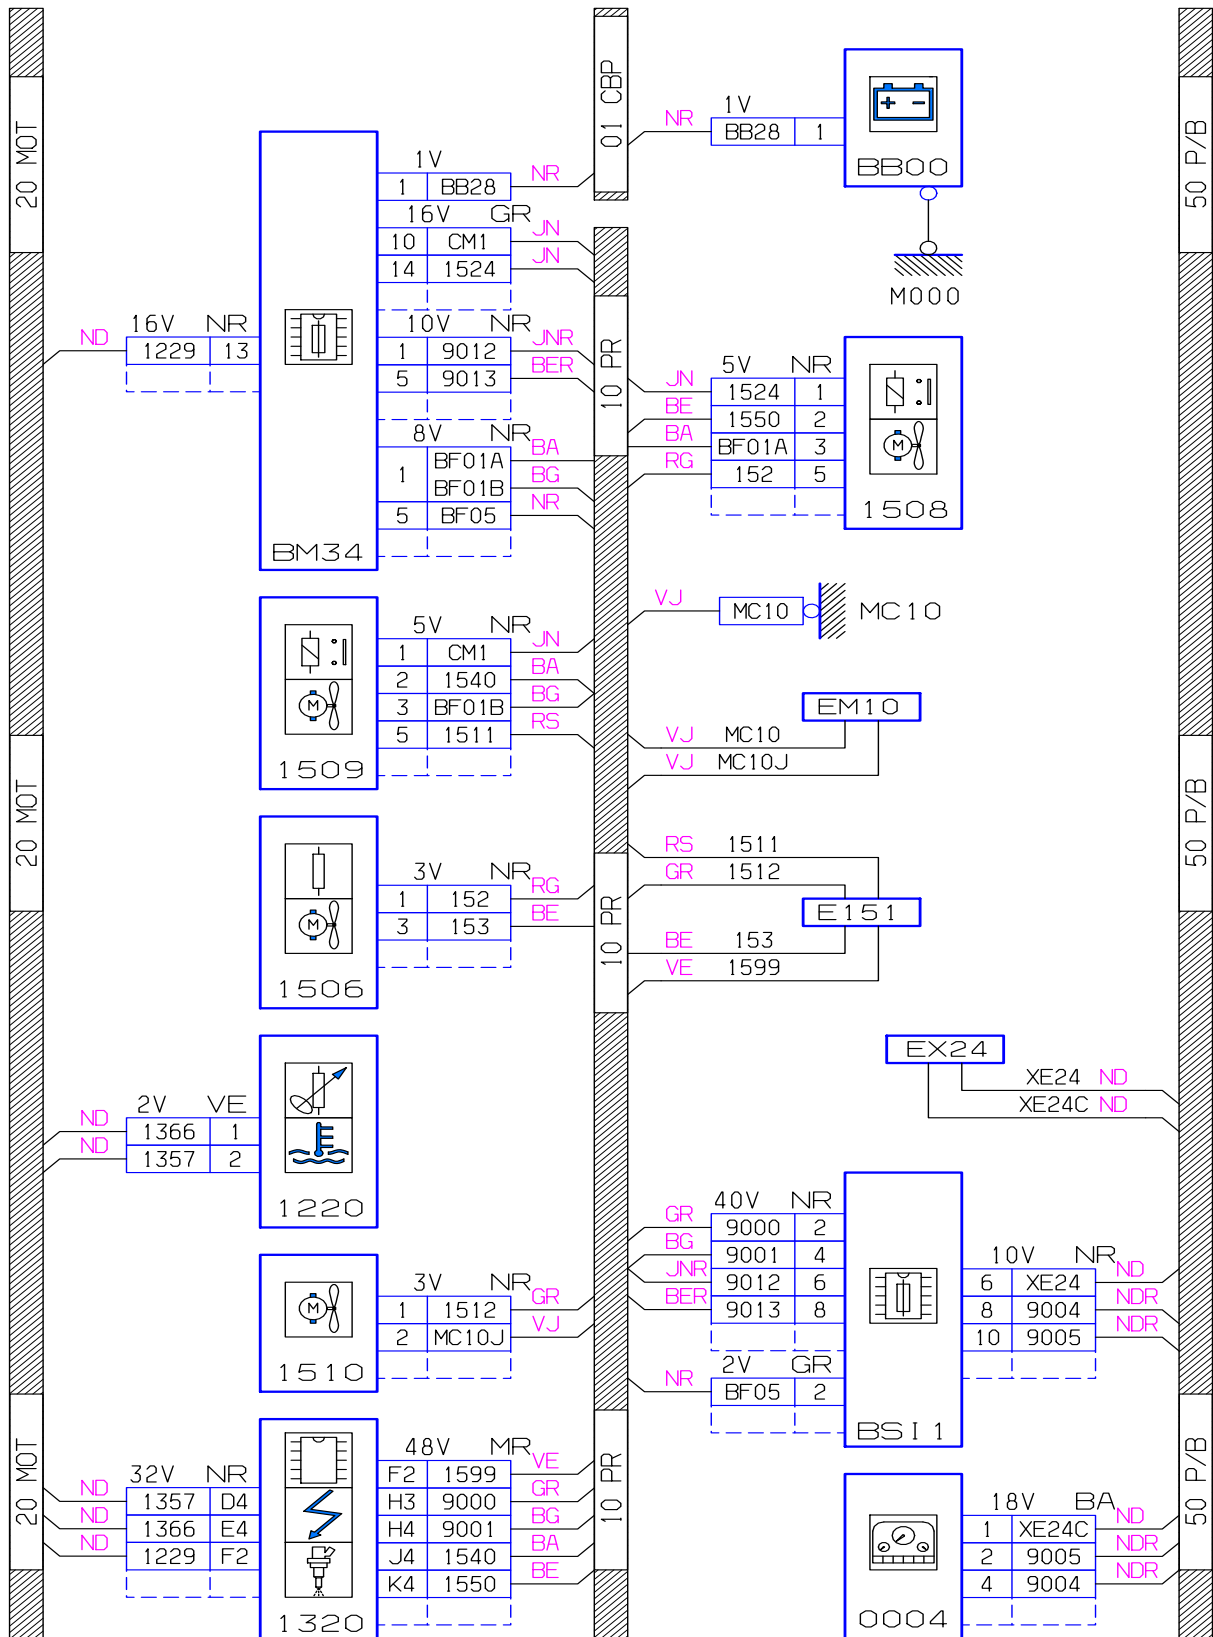 20 MOT
01 CBP
50 P/B
1V
NR BB28 1
BB00
M000
1V
1 BB28 NR
16V GR
10 CM1 JN
14 1524 JN
16V NR
ND 1229 13
10V NR
1 9012 JNR
5 9013 BER
8V NR
1 BF01A BA
BF01B BG
5 BF05 NR
BM34
10 PR
5V NR
JN 1524 1
BE 1550 2
BA BF01A 3
RG 152 5
1508
VJ MC10 MC10
5V NR
1 CM1 JN
2 1540 BA
3 BF01B BG
5 1511 RS
1509
EM10
VJ MC10
VJ MC10J
20 MOT
50 P/B
3V NR
1 152 RG
3 153 BE
1506
10 PR
RS 1511
GR 1512
E151
BE 153
VE 1599
EX24
XE24 ND
XE24C ND
2V VE
ND 1366 1
ND 1357 2
1220
40V NR
GR 9000 2
BG 9001 4
JNR 9012 6
BER 9013 8
2V GR
NR BF05 2
10V NR
6 XE24 ND
8 9004 NDR
10 9005 NDR
BSI1
3V NR
1 1512 GR
2 MC10J VJ
1510
20 MOT
10 PR
50 P/B
32V NR
ND 1357 D4
ND 1366 E4
ND 1229 F2
48V MR
F2 1599 VE
H3 9000 GR
H4 9001 BG
J4 1540 BA
K4 1550 BE
1320
18V BA
1 XE24C ND
2 9005 NDR
4 9004 NDR
0004
M
M
M
M
+ -